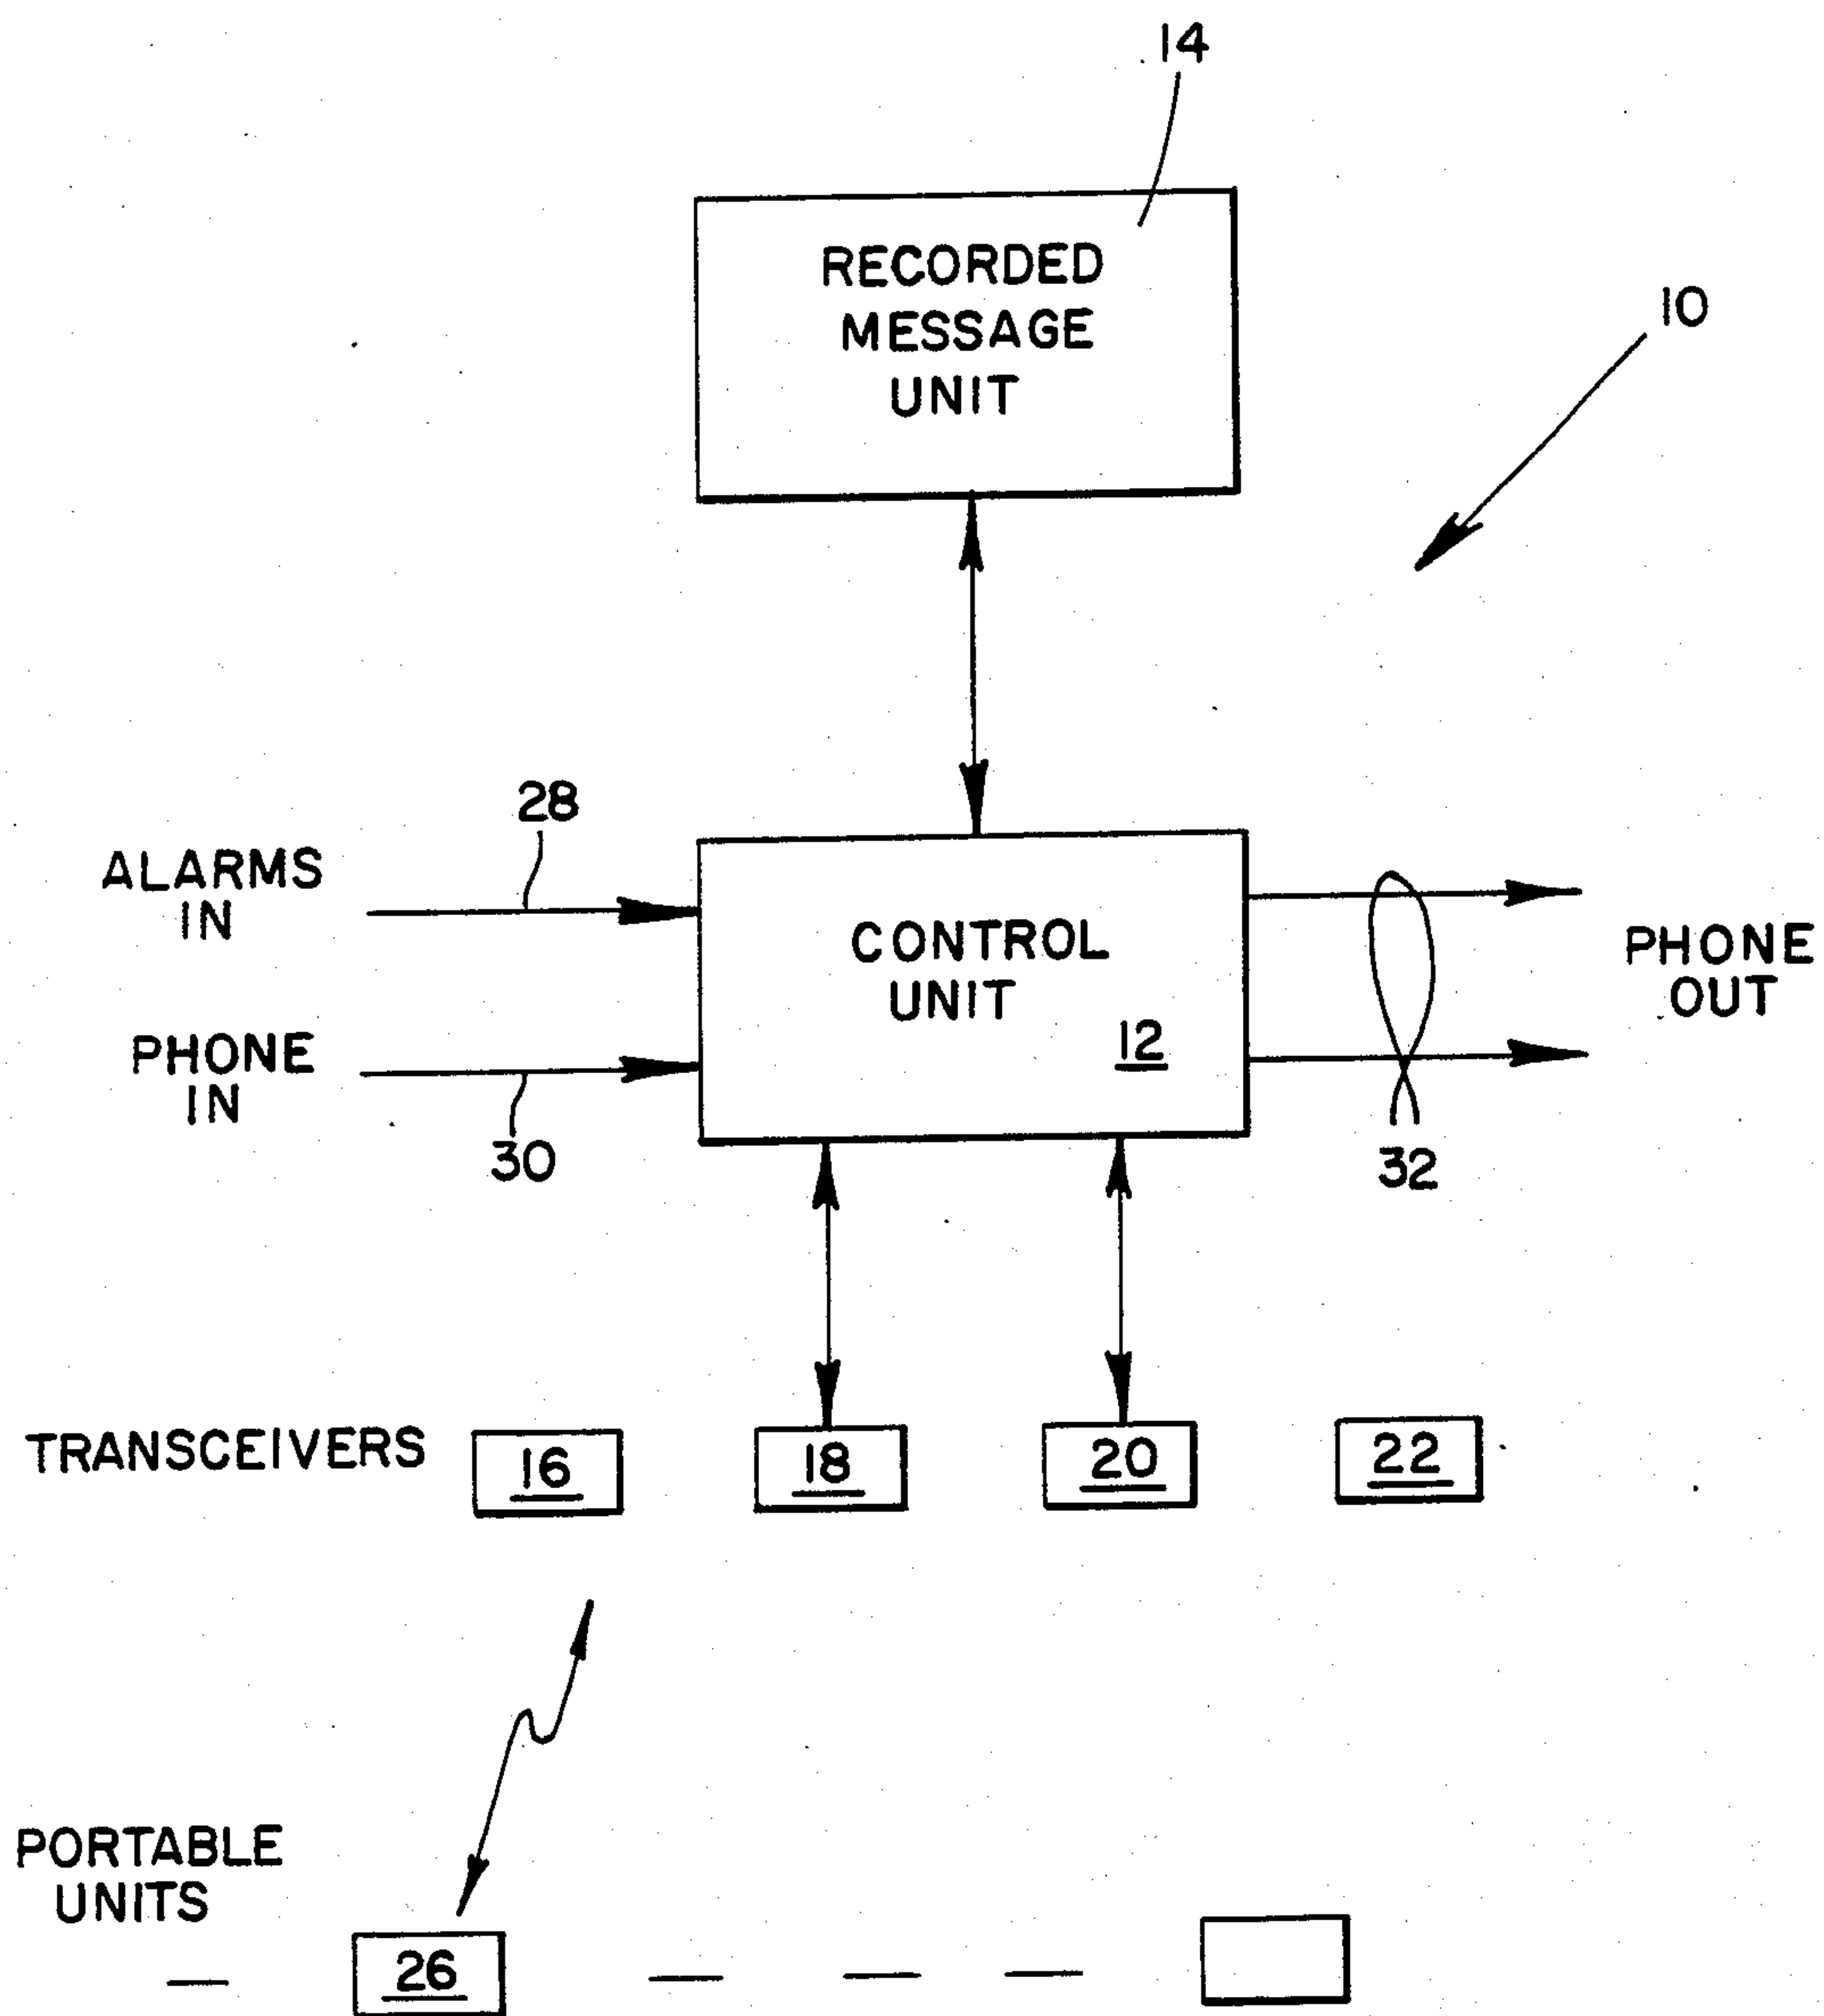 14
RECORDED
MESSAGE
UNIT
10
28
ALARMS
IN
CONTROL
UNIT
12
PHONE
OUT
PHONE
IN
30
32
TRANSCEIVERS
16
18
20
22
PORTABLE
UNITS
26